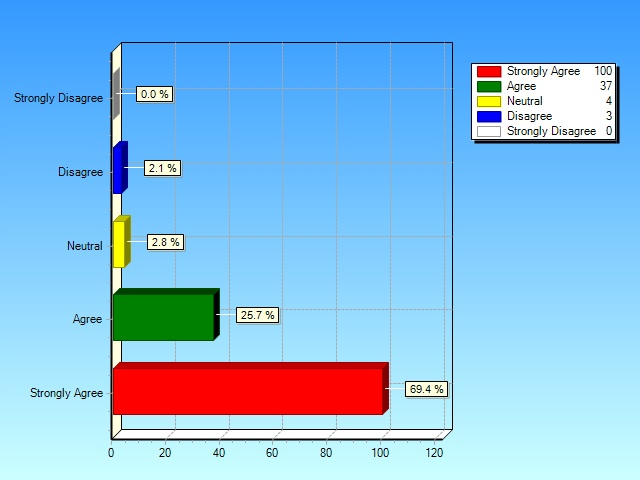 Strongly Disagree
0.0 %
Disagree
2.1 %
Neutral
2.8 %
Agree
25.7 %
Strongly Agree
69.4 %
0 20 40 60 80 100 120
Strongly Agree 100
Agree 37
Neutral 4
Disagree 3
Strongly Disagree 0